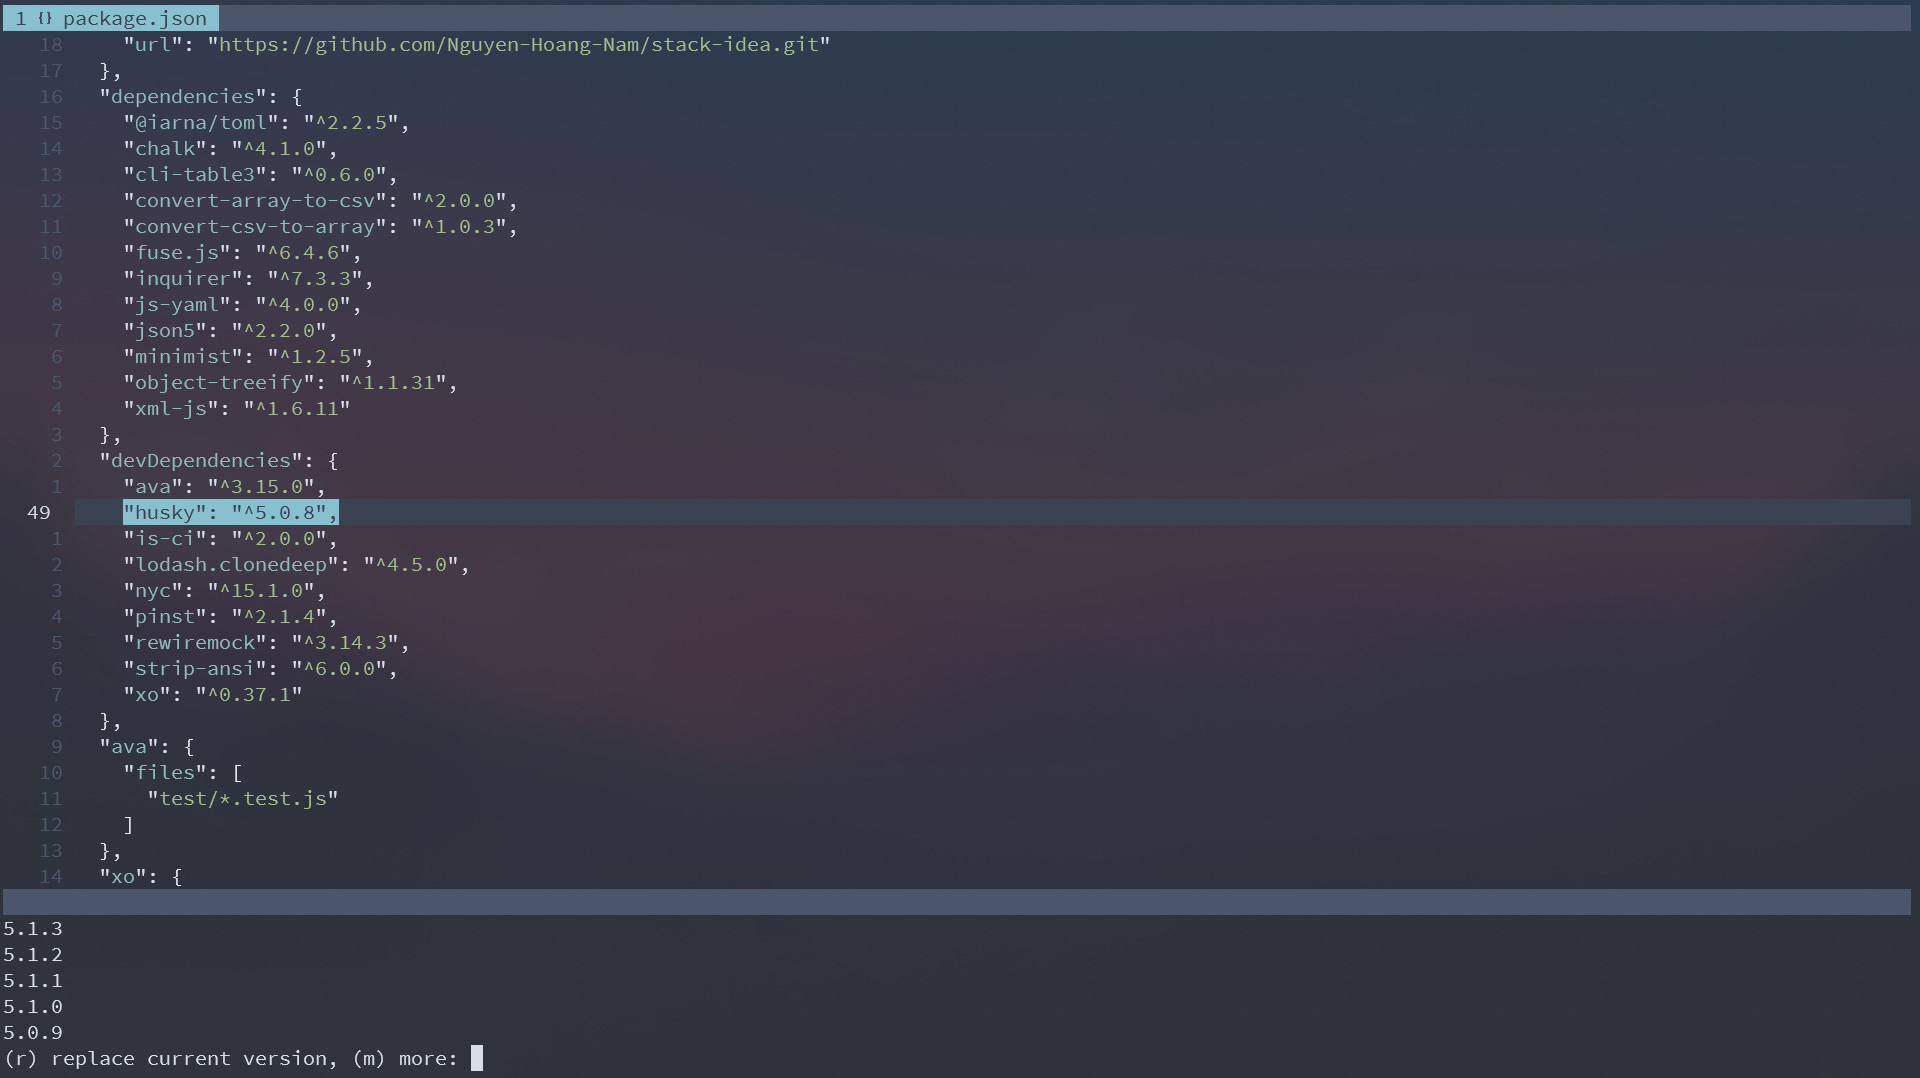 1 {} package.json
18 "url": "https://github.com/Nguyen-Hoang-Nam/stack-idea.git"
17 },
16 "dependencies": {
15 "@iarna/toml": "^2.2.5",
14 "chalk": "^4.1.0",
13 "cli-table3": "^0.6.0",
12 "convert-array-to-csv": "^2.0.0",
11 "convert-csv-to-array": "^1.0.3",
10 "fuse.js": "^6.4.6",
9 "inquirer": "^7.3.3",
8 "js-yaml": "^4.0.0",
7 "json5": "^2.2.0",
6 "minimist": "^1.2.5",
5 "object-treeify": "^1.1.31",
4 "xml-js": "^1.6.11"
3 },
2 "devDependencies": {
1 "ava": "^3.15.0",
49 "husky": "^5.0.8",
1 "is-ci": "^2.0.0",
2 "lodash.clonedeep": "^4.5.0",
3 "nyc": "^15.1.0",
4 "pinst": "^2.1.4",
5 "rewiremock": "^3.14.3",
6 "strip-ansi": "^6.0.0",
7 "xo": "^0.37.1"
8 },
9 "ava": {
10 "files": [
11 "test/*.test.js"
12 ]
13 },
14 "xo": {
5.1.3
5.1.2
5.1.1
5.1.0
5.0.9
(r) replace current version, (m) more: